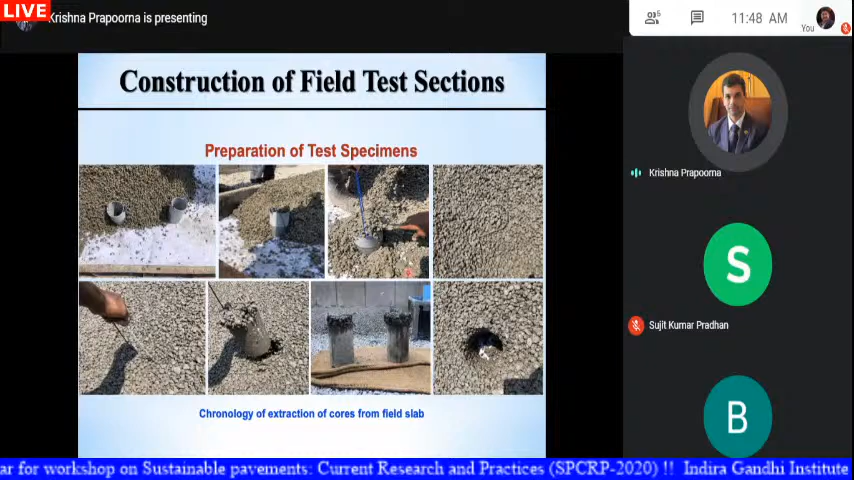 LIVE
Krishna Prapoorna is presenting
5
11:48 AM
You
Construction of Field Test Sections
Preparation of Test Specimens
Krishna Prapoorna
S
Sujit Kumar Pradhan
B
Chronology of extraction of cores from field slab
ar for workshop on Sustainable pavements: Current Research and Practices (SPCRP-2020) !! Indira Gandhi Institute